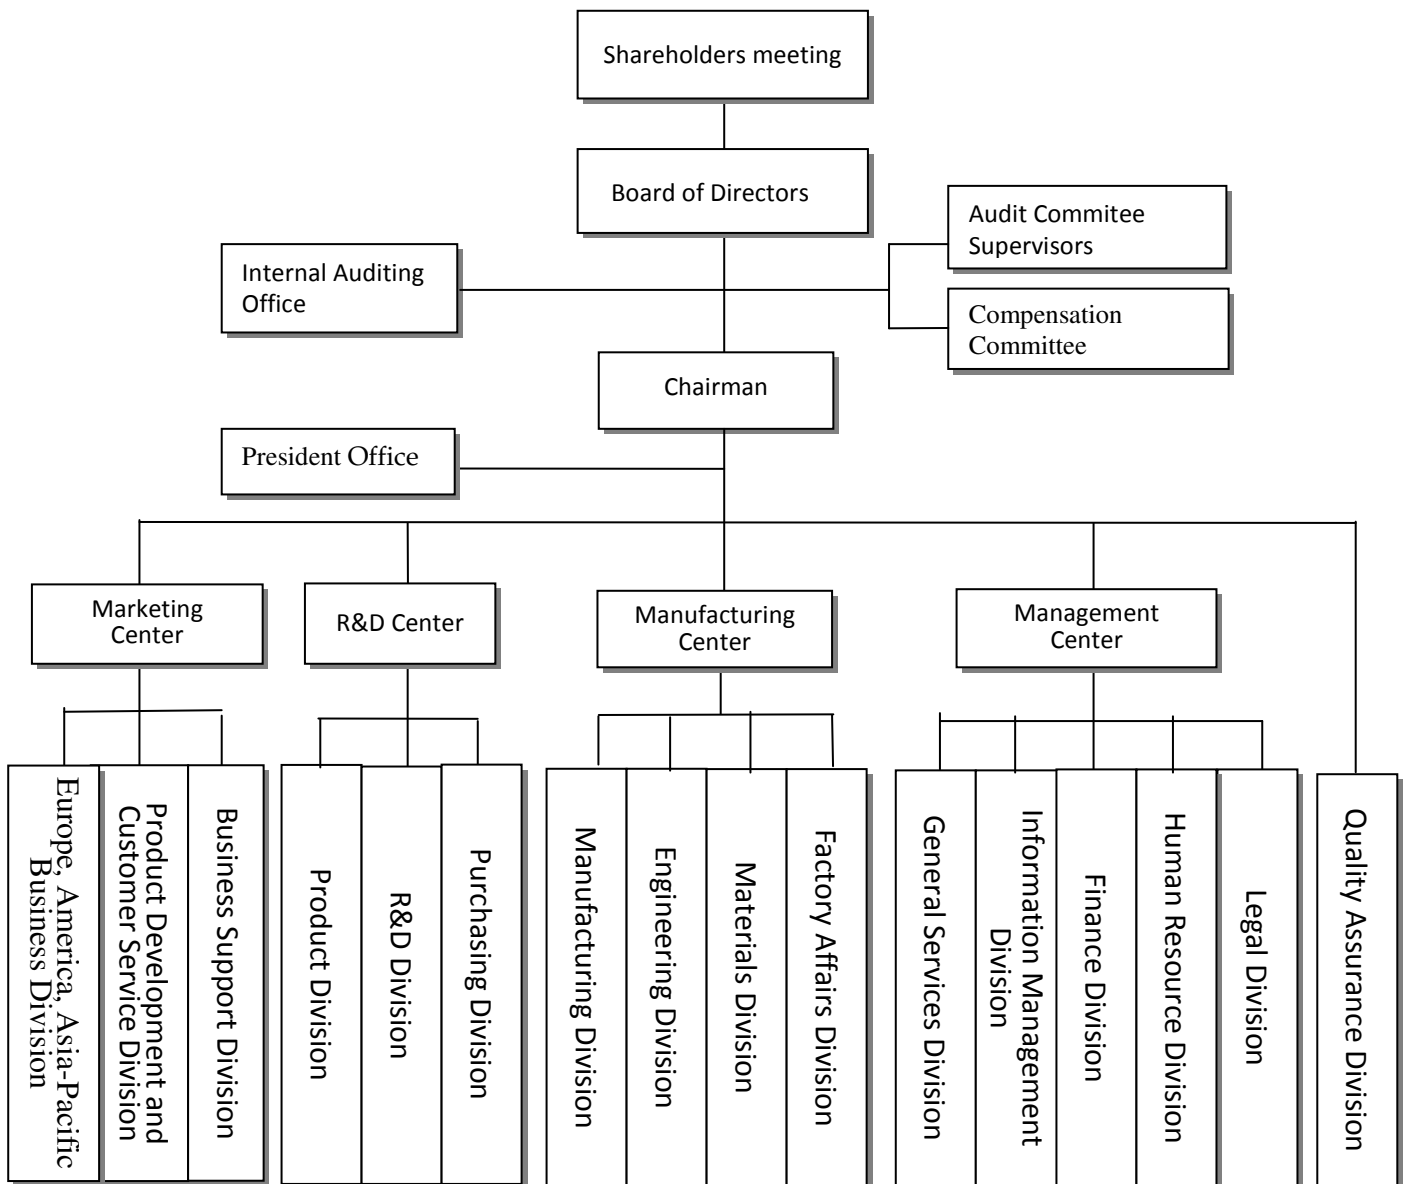 Shareholders meeting
Board of Directors
Audit Commitee
Supervisors
Internal Auditing
Office
Compensation
Committee
Chairman
President Office
Marketing
Center
R&D Center
Manufacturing
Center
Management
Center
Europe, America, Asia-Pacific
Business Division
Product Development and
Customer Service Division
Business Support Division
Product Division
R&D Division
Purchasing Division
Manufacturing Division
Engineering Division
Materials Division
Factory Affairs Division
General Services Division
Information Management
Division
Finance Division
Human Resource Division
Legal Division
Quality Assurance Division